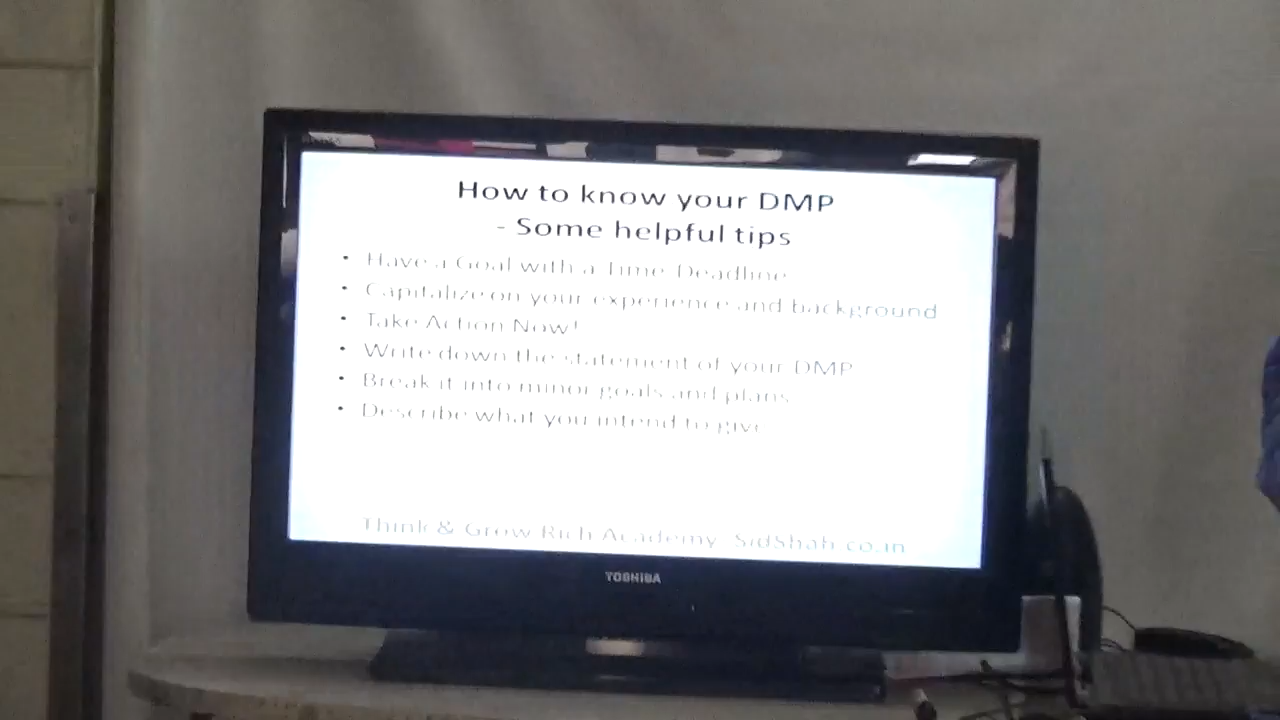 How to know your DMP
- Some helpful tips
• Have a Goal with a Time-Deadline
• Capitalize on your experience and background
• Take Action Now!
• Write down the statement of your DMP
• Break it into minor goals and plans
• Describe what you intend to give
Think & Grow Rich Academy SidShah.co.in
TOSHIBA